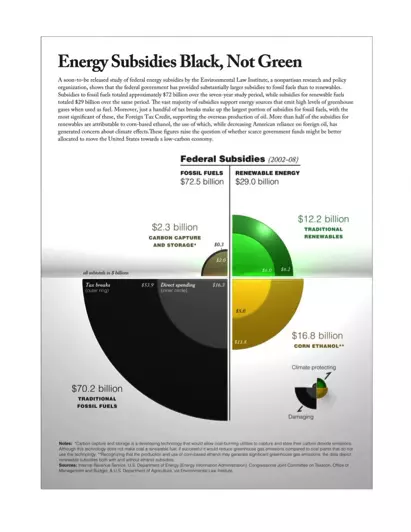 Energy Subsidies Black, Not Green
A soon-to-be released study of federal energy subsidies by the Environmental Law Institute, a nonpartisan research and policy
organization, shows that the federal government has provided substantially larger subsidies to fossil fuels than to renewables.
Subsidies to fossil fuels totaled approximately $72 billion over the seven-year study period, while subsidies for renewable fuels
totaled $29 billion over the same period. The vast majority of subsidies support energy sources that emit high levels of greenhouse
gases when used as fuel. Moreover, just a handful of tax breaks make up the largest portion of subsidies for fossil fuels, with the
most significant of these, the Foreign Tax Credit, supporting the overseas production of oil. More than half of the subsidies for
renewables are attributable to corn-based ethanol, the use of which, while decreasing American reliance on foreign oil, has
generated concern about climate effects.These figures raise the question of whether scarce government funds might be better
allocated to move the United States towards a low-carbon economy.
Federal Subsidies (2002-08)
FOSSIL FUELS RENEWABLE ENERGY
$72.5 billion $29.0 billion
$12.2 billion
TRADITIONAL
RENEWABLES
$2.3 billion
CARBON CAPTURE
AND STORAGE*
$0.3
$2.0
$6.0 $6.2
all subtotals in $ billions
Tax breaks $53.9 Direct spending $16.3
(outer ring) (inner circle)
$5.0
$11.6
$16.8 billion
CORN ETHANOL**
Climate-protecting
Damaging
$70.2 billion
TRADITIONAL
FOSSIL FUELS
Notes: *Carbon capture and storage is a developing technology that would allow coal-burning utilities to capture and store their carbon dioxide emissions.
Although this technology does not make coal a renewable fuel, if successful it would reduce greenhouse gas emissions compared to coal plants that do not
use this technology. **Recognizing that the production and use of corn-based ethanol may generate significant greenhouse gas emissions, the data depict
renewable subsidies both with and without ethanol subsidies.
Sources: Internal Revenue Service, U.S. Department of Energy (Energy Information Administration), Congressional Joint Committee on Taxation, Office of
Management and Budget, & U.S. Department of Agriculture, via Environmental Law Institute.